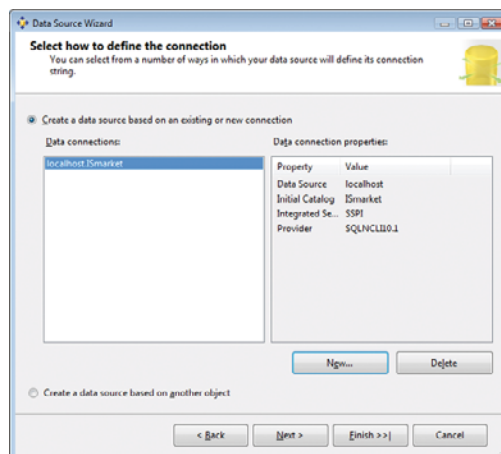 Data Source Wizard
Select how to define the connection
You can select from a number of ways in which your data source will define its connection
string.
Create a data source based on an existing or new connection
Data connections:
localhost.ISmarket
Data connection properties:
Property Value
Data Source localhost
Initial Catalog ISmarket
Integrated Se... SSPI
Provider SQLNCLI10.1
New...
Delete
Create a data source based on another object
< Back
Next >
Finish >>|
Cancel